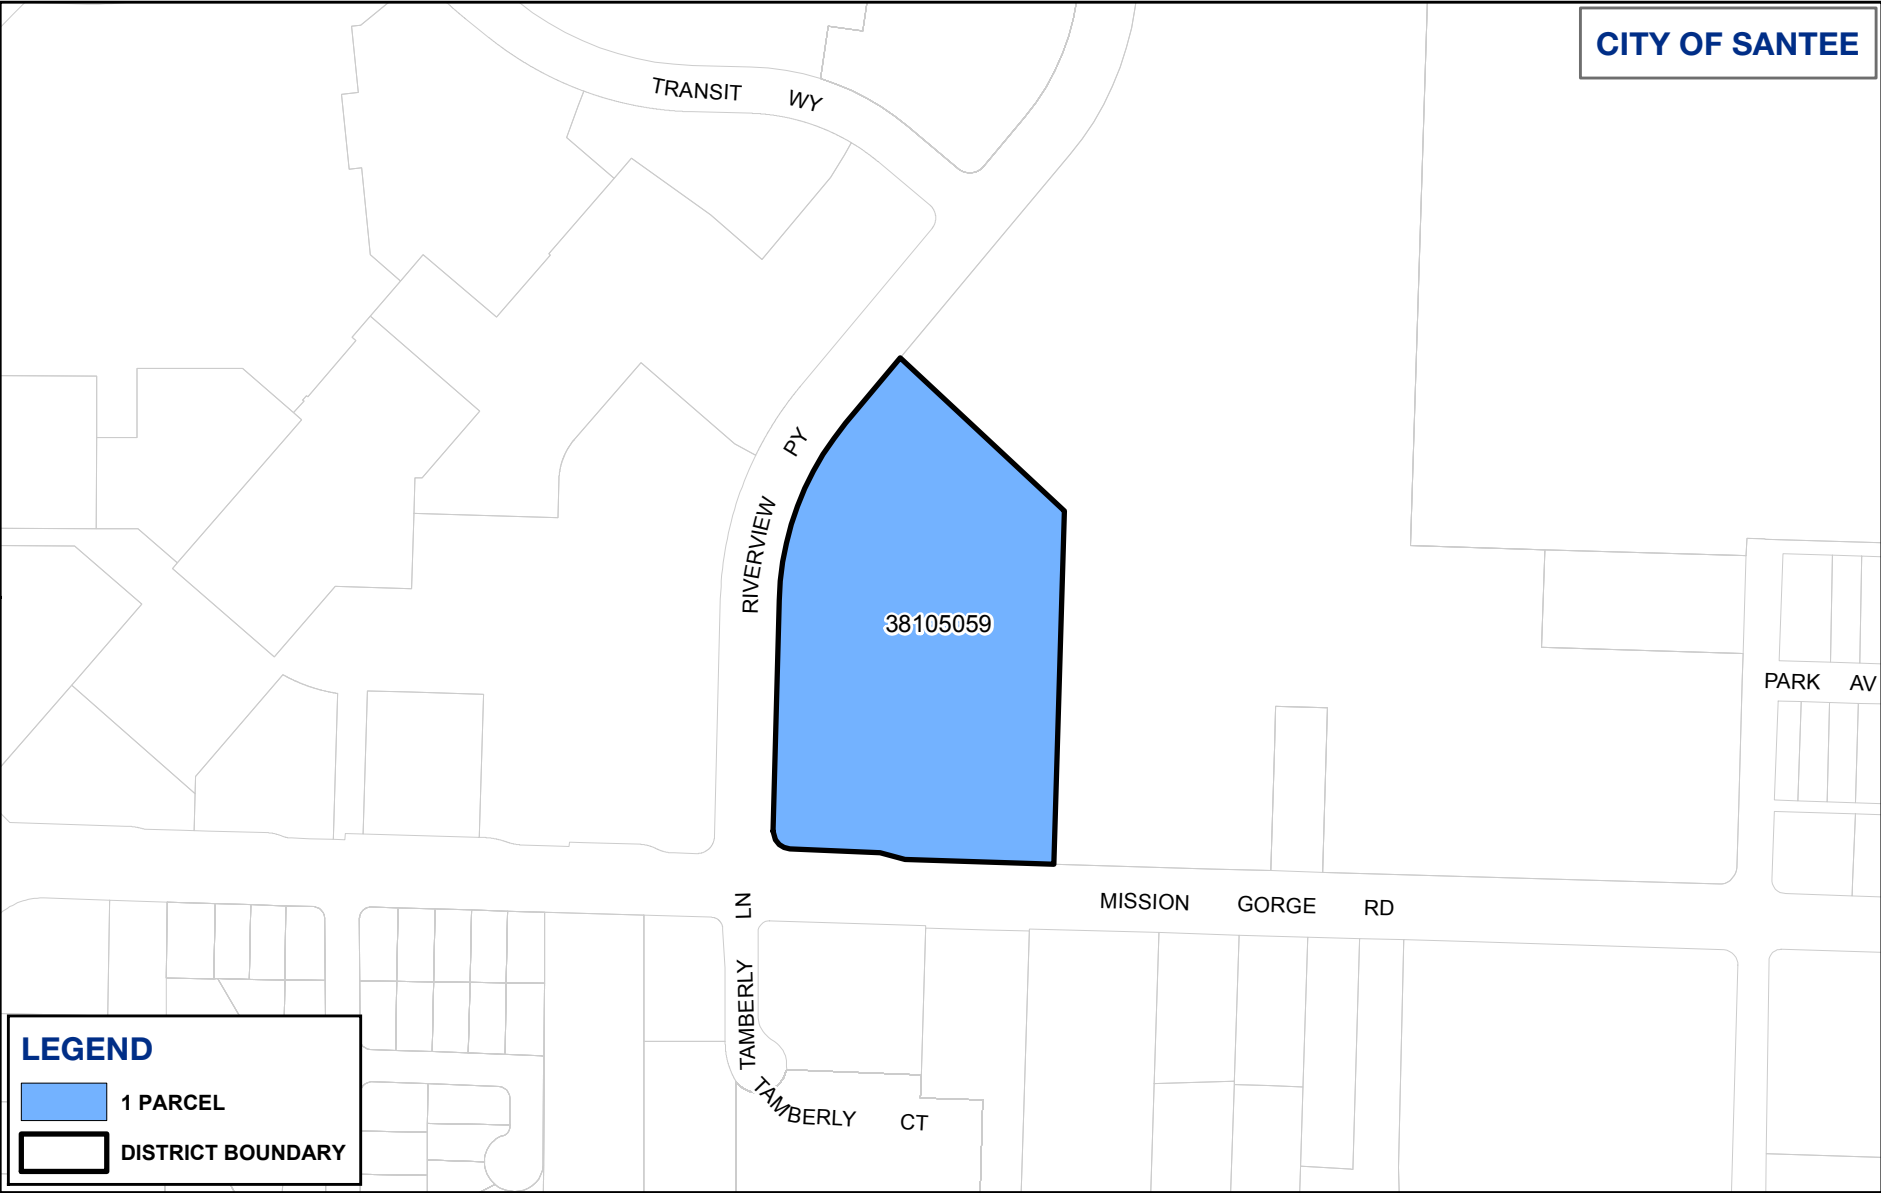 CITY OF SANTEE
TRANSIT WY
RIVERVIEW PY
38105059
PARK AV
MISSION GORGE RD
TAMBERLY LN
TAMBERLY CT
LEGEND
1 PARCEL
DISTRICT BOUNDARY